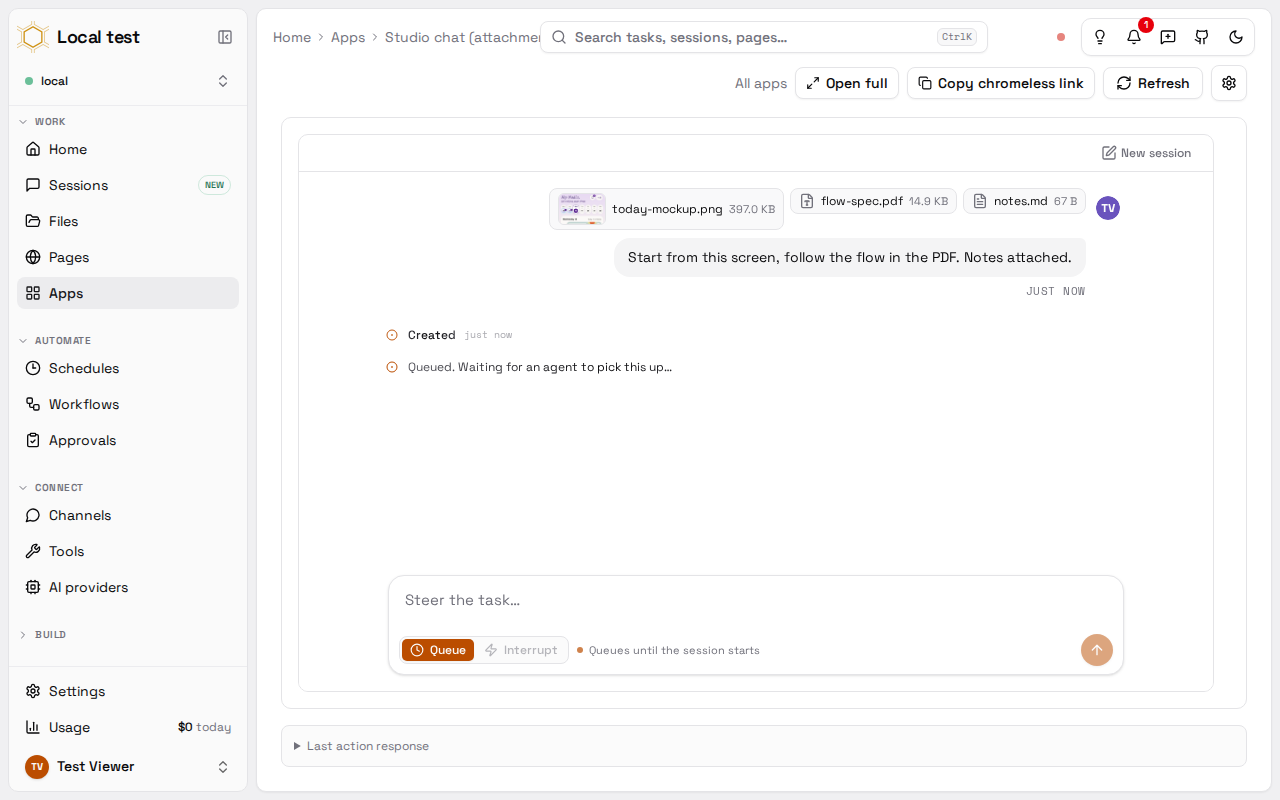 Local test
local
WORK
Home
Sessions NEW
Files
Pages
Apps
AUTOMATE
Schedules
Workflows
Approvals
CONNECT
Channels
Tools
AI providers
BUILD
Settings
Usage $0 today
TV Test Viewer
Home Apps Studio chat (attachmen
Search tasks, sessions, pages... CtrlK
1
All apps Open full Copy chromeless link Refresh
New session
today-mockup.png 397.0 KB flow-spec.pdf 14.9 KB notes.md 67 B TV
Start from this screen, follow the flow in the PDF. Notes attached.
JUST NOW
Created just now
Queued. Waiting for an agent to pick this up...
Steer the task...
Queue Interrupt Queues until the session starts
Last action response